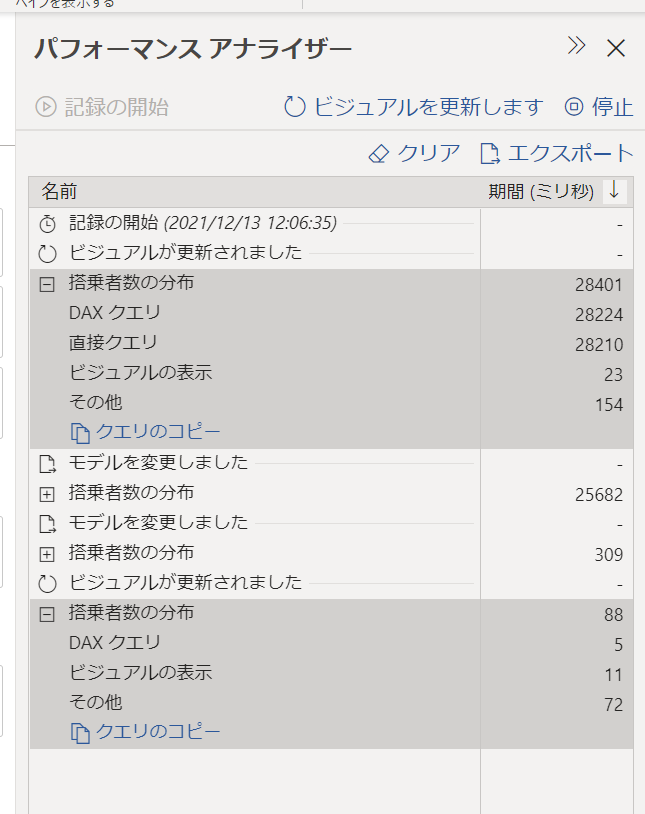 パイプを表示する
パフォーマンス アナライザー
記録の開始 ビジュアルを更新します 停止
クリア エクスポート
名前 期間 (ミリ秒) ↓
記録の開始 (2021/12/13 12:06:35) -
ビジュアルが更新されました -
搭乗者数の分布 28401
DAX クエリ 28224
直接クエリ 28210
ビジュアルの表示 23
その他 154
クエリのコピー
モデルを変更しました -
搭乗者数の分布 25682
モデルを変更しました -
搭乗者数の分布 309
ビジュアルが更新されました -
搭乗者数の分布 88
DAX クエリ 5
ビジュアルの表示 11
その他 72
クエリのコピー